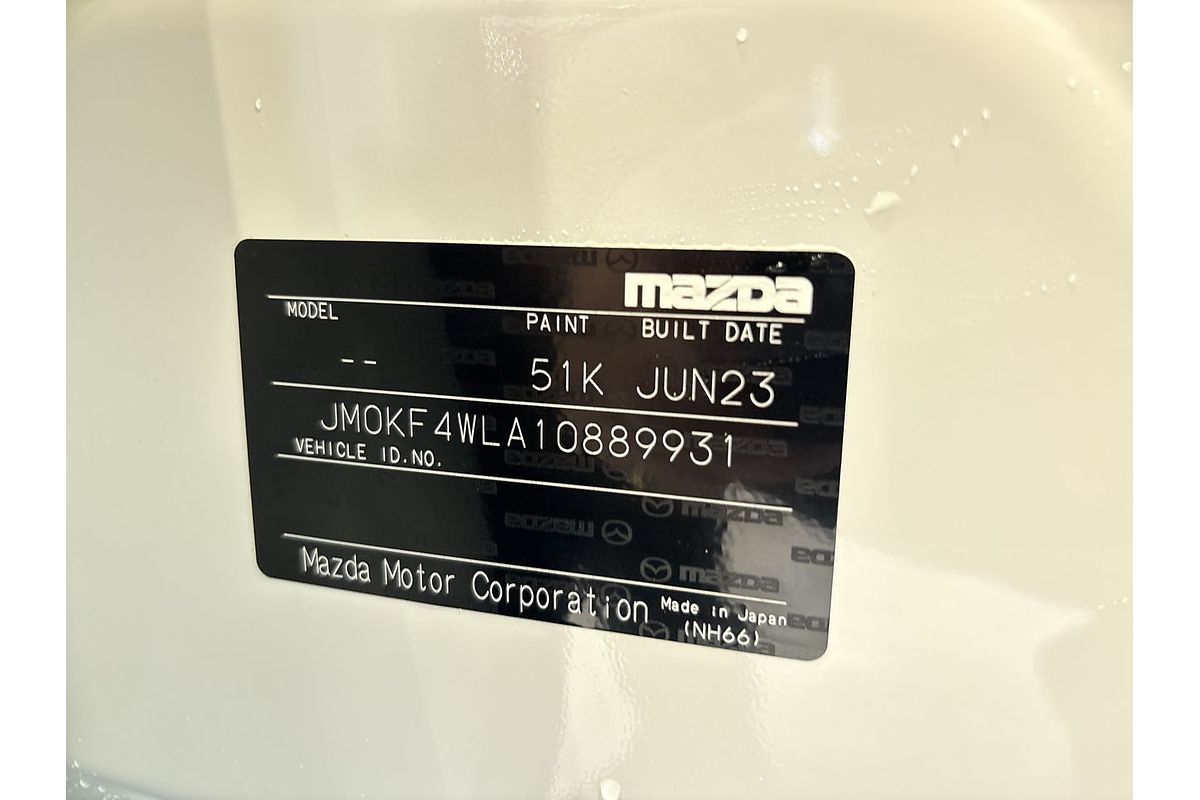 mazda
MODEL PAINT BUILT DATE
-- 51K JUN23
JM0KF4WLA10889931
VEHICLE ID.NO.
Mazda Motor Corporation Made in Japan
(NH66)